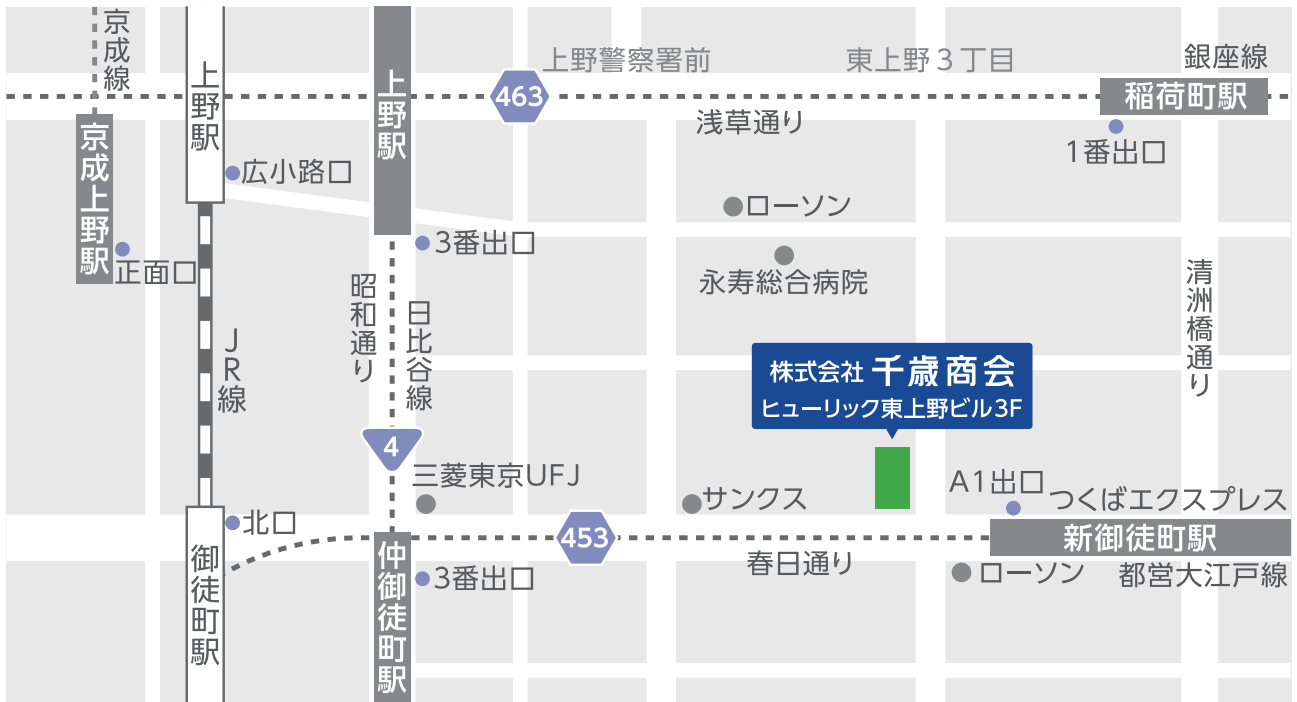 京成線
上野駅
上野駅
上野警察署前
東上野3丁目
銀座線
463
稲荷町駅
浅草通り
1番出口
京成上野駅
広小路口
ローソン
3番出口
正面口
永寿総合病院
清洲橋通り
昭和通り
日比谷線
JR線
株式会社 千歳商会
ヒューリック東上野ビル3F
4
三菱東京UFJ
サンクス
A1出口
つくばエクスプレス
北口
453
新御徒町駅
御徒町駅
仲御徒町駅
春日通り
3番出口
ローソン
都営大江戸線